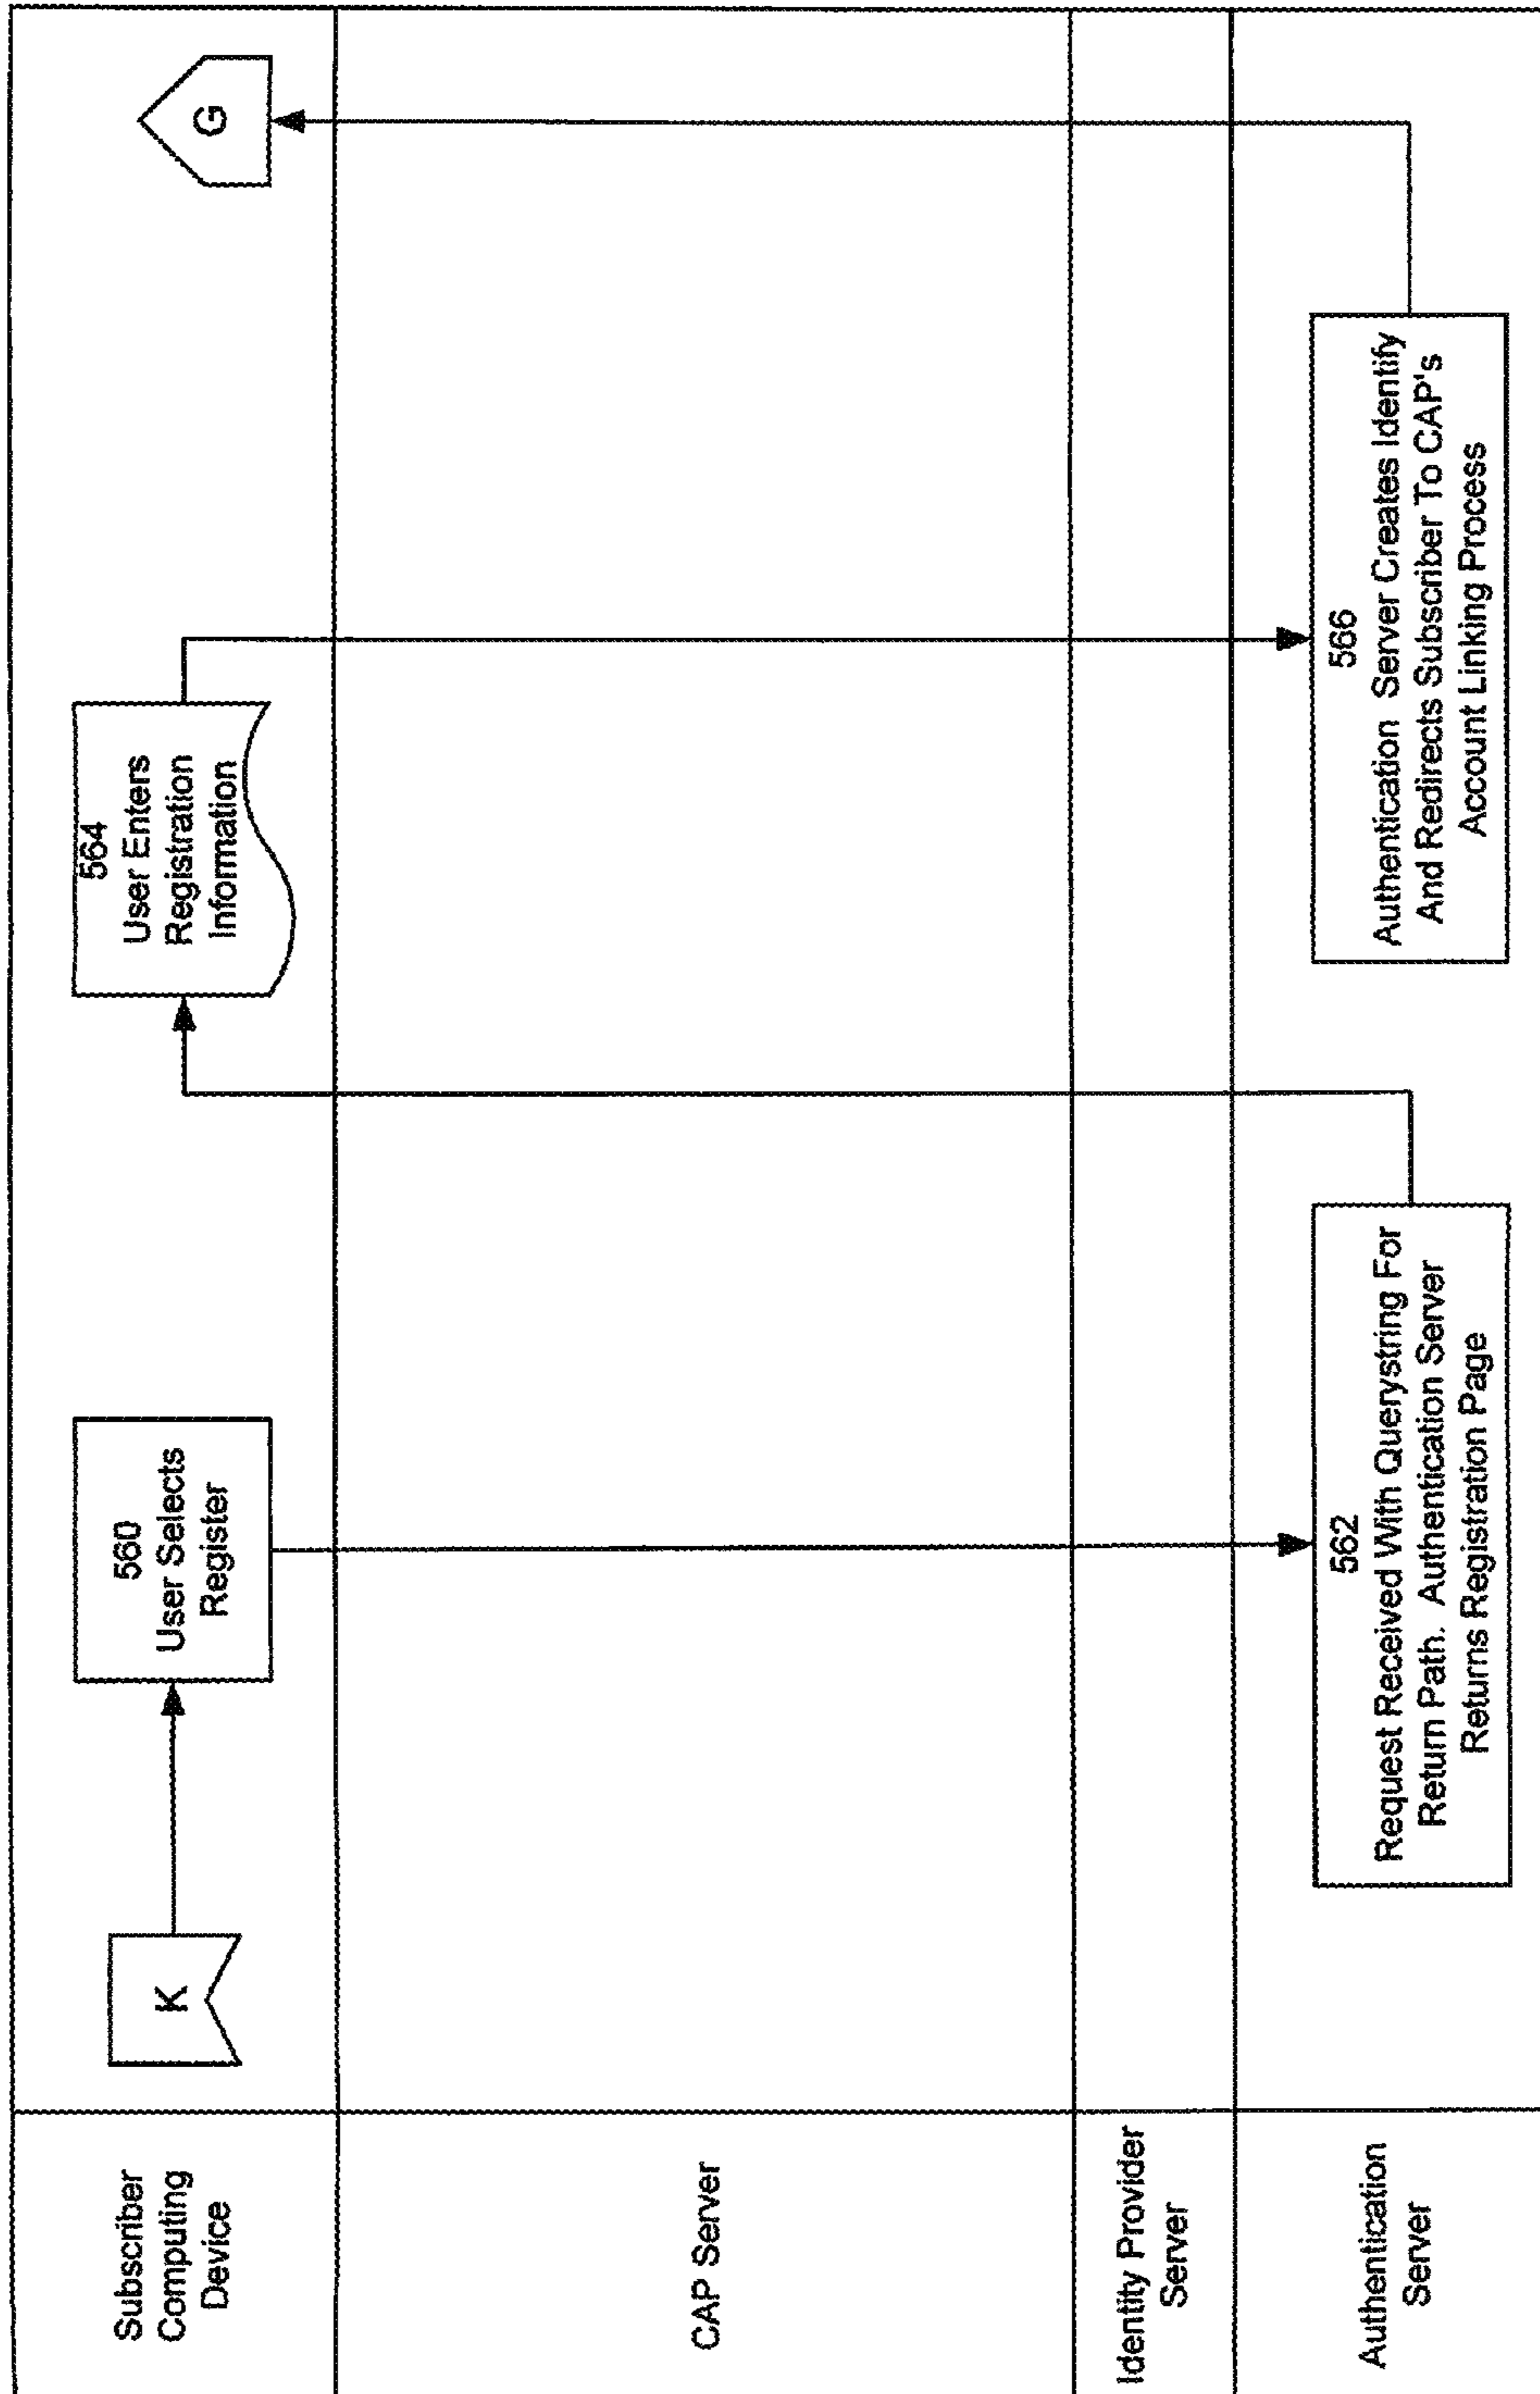 Subscriber
Computing
Device
K
560
User Selects
Register
564
User Enters
Registration
Information
G
CAP Server
Identity Provider
Server
Authentication
Server
562
Request Received With Querystring For
Return Path. Authentication Server
Returns Registration Page
566
Authentication Server Creates Identify
And Redirects Subscriber To CAP's
Account Linking Process